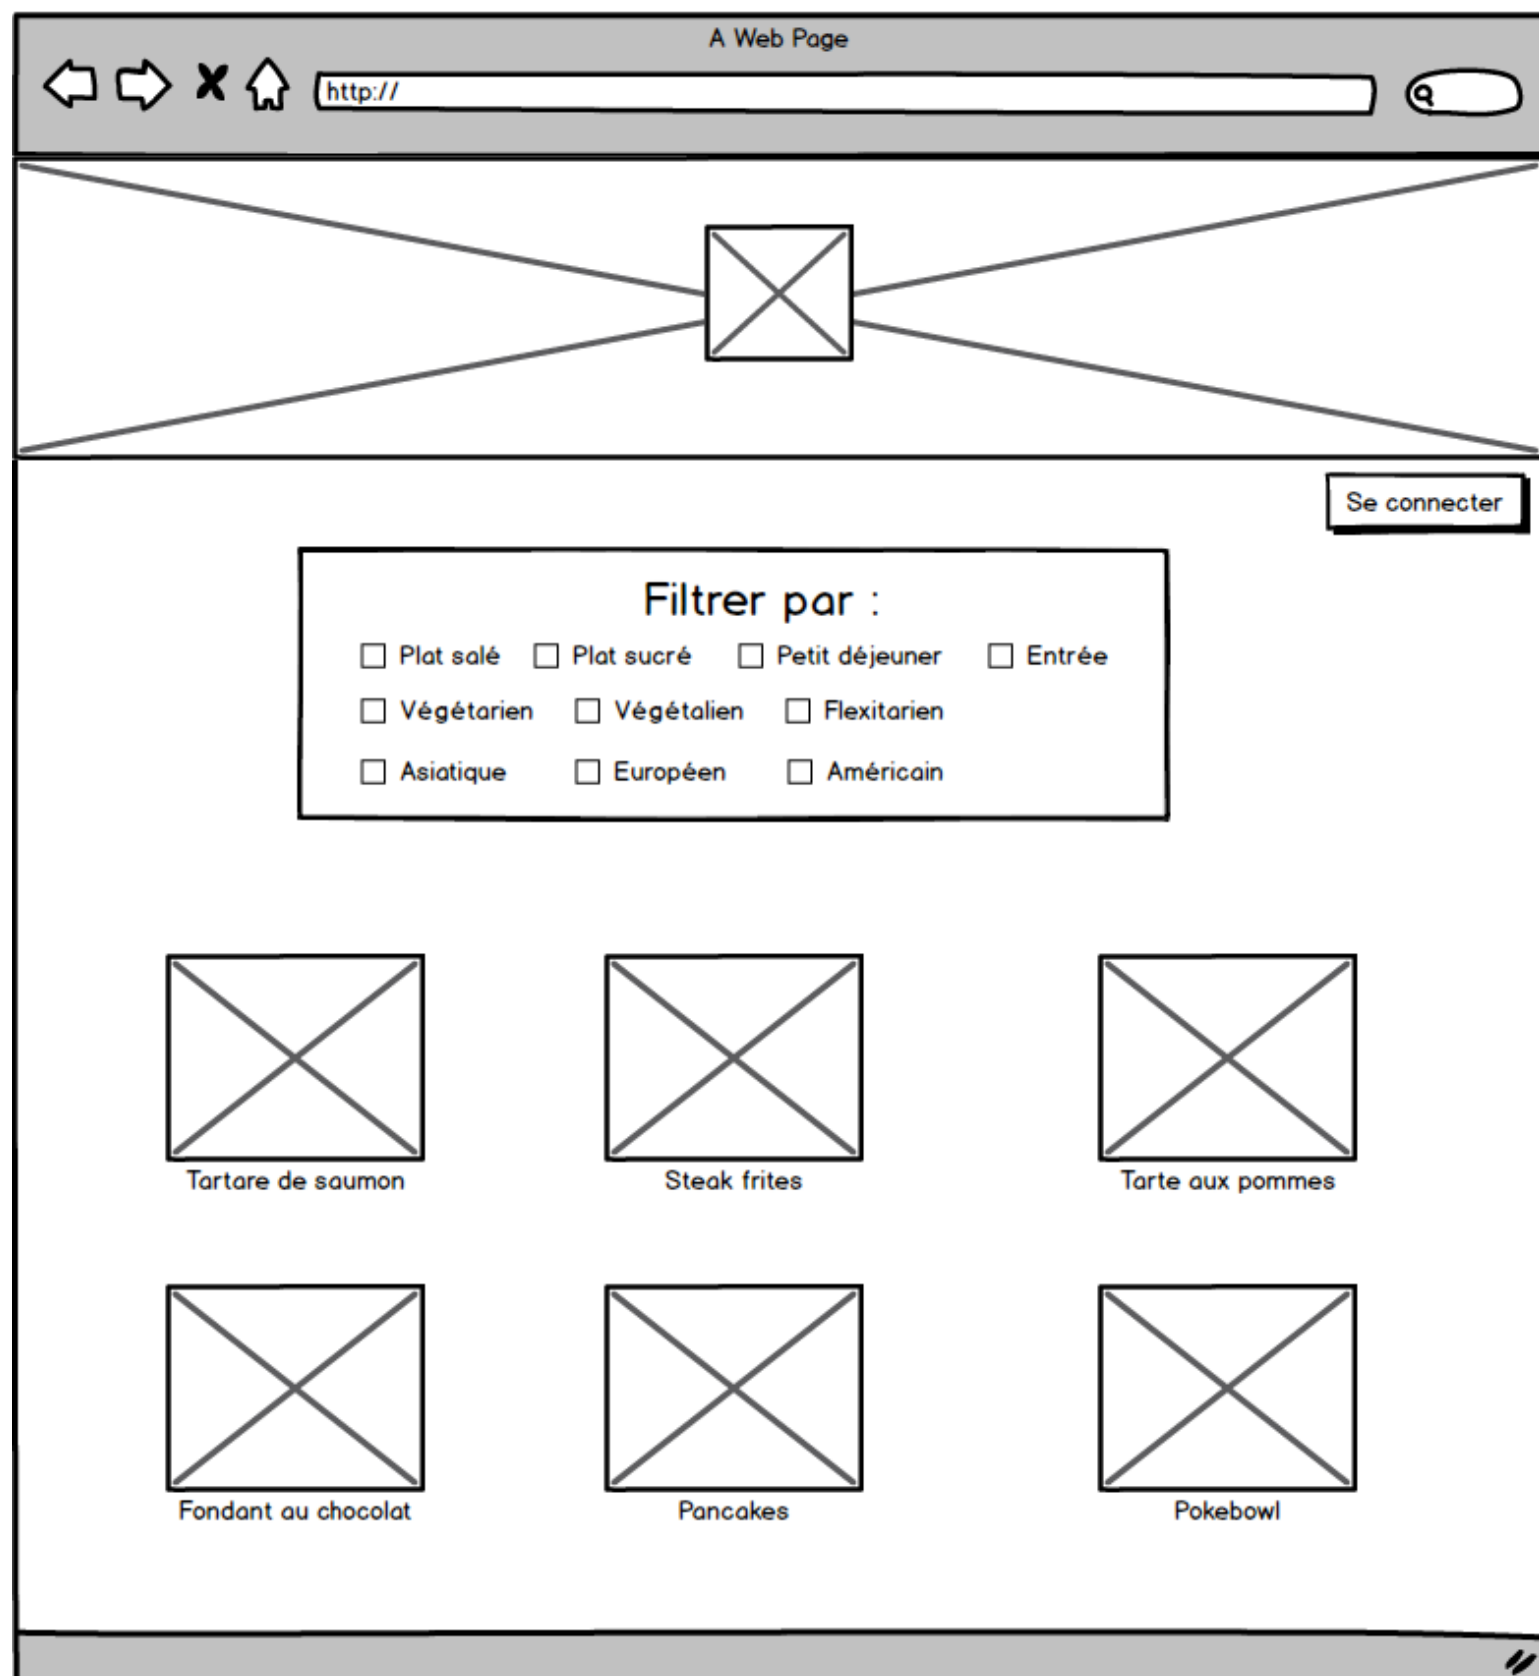 A Web Page
http://
Se connecter
Filtrer par :
Plat salé Plat sucré Petit déjeuner Entrée
Végétarien Végétalien Flexitarien
Asiatique Européen Américain
Tartare de saumon Steak frites Tarte aux pommes
Fondant au chocolat Pancakes Pokebowl